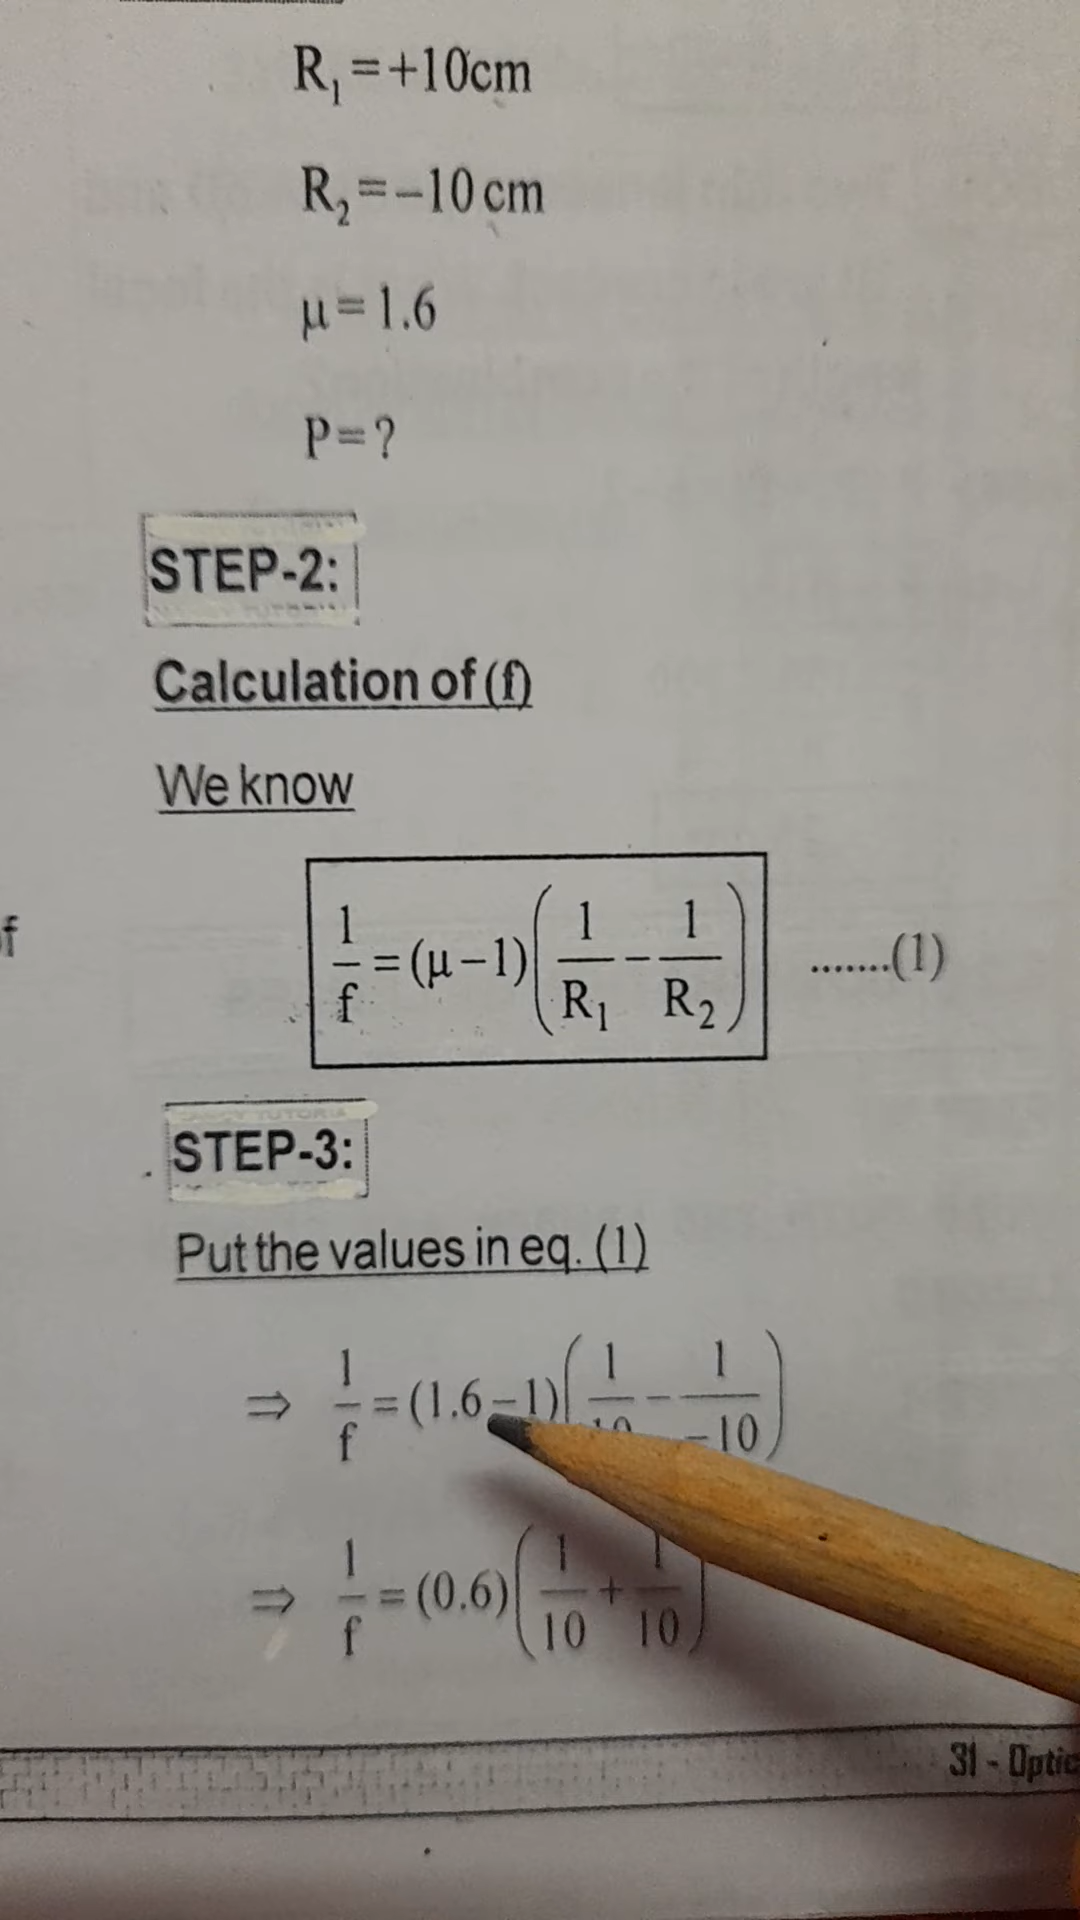 R₁ = +10cm
R₂ = –10 cm
μ = 1.6
P = ?
STEP-2:
Calculation of (f)
We know
f
1/f = (μ – 1)(1/R₁ – 1/R₂) .......(1)
STEP-3:
Put the values in eq. (1)
⇒ 1/f = (1.6 – 1)(1/10 – 1/–10)
⇒ 1/f = (0.6)(1/10 + 1/10)
31 - Optic